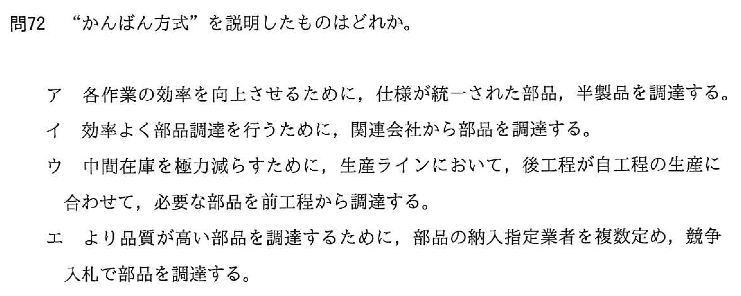 問72 “かんばん方式”を説明したものはどれか。
ア 各作業の効率を向上させるために，仕様が統一された部品，半製品を調達する。
イ 効率よく部品調達を行うために，関連会社から部品を調達する。
ウ 中間在庫を極力減らすために，生産ラインにおいて，後工程が自工程の生産に
合わせて，必要な部品を前工程から調達する。
エ より品質が高い部品を調達するために，部品の納入指定業者を複数定め，競争
入札で部品を調達する。